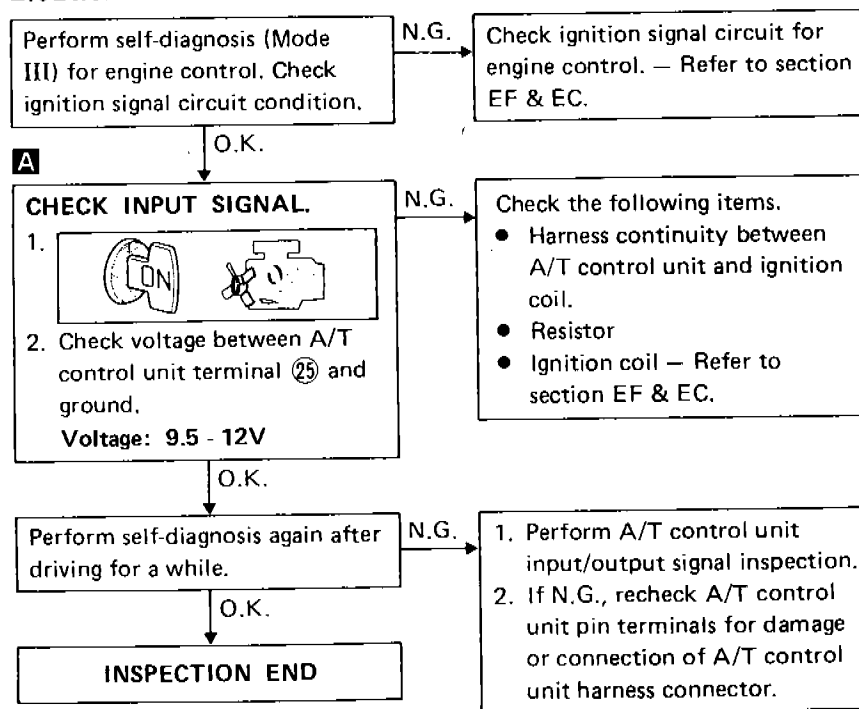 Perform self-diagnosis (Mode
III) for engine control. Check
ignition signal circuit condition.
N.G.
Check ignition signal circuit for
engine control. — Refer to section
EF & EC.
O.K.
A
CHECK INPUT SIGNAL.
1.
ON
2. Check voltage between A/T
control unit terminal ㉕ and
ground.
Voltage: 9.5 - 12V
N.G.
Check the following items.
● Harness continuity between
A/T control unit and ignition
coil.
● Resistor
● Ignition coil — Refer to
section EF & EC.
O.K.
Perform self-diagnosis again after
driving for a while.
N.G.
1. Perform A/T control unit
input/output signal inspection.
2. If N.G., recheck A/T control
unit pin terminals for damage
or connection of A/T control
unit harness connector.
O.K.
INSPECTION END